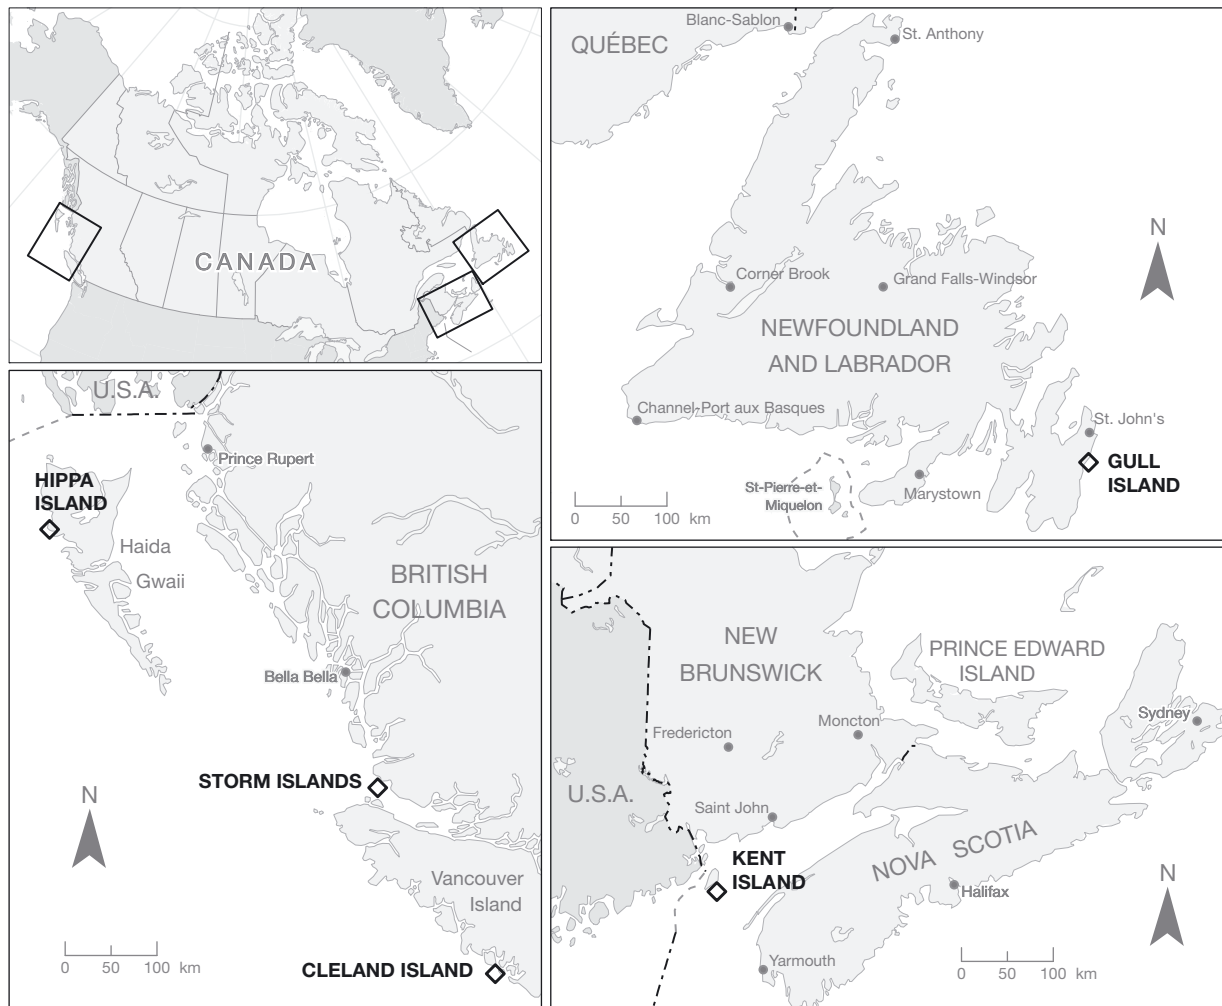 CANADA
U.S.A.
Prince Rupert
HIPPA
ISLAND
Haida
Gwaii
BRITISH
COLUMBIA
Bella Bella
STORM ISLANDS
N
Vancouver
Island
0 50 100 km
CLELAND ISLAND
Blanc-Sablon
QUÉBEC
St. Anthony
N
Corner Brook
Grand Falls-Windsor
NEWFOUNDLAND
AND LABRADOR
Channel-Port aux Basques
St. John's
GULL
ISLAND
St-Pierre-et-
Miquelon
Marystown
0 50 100 km
NEW
BRUNSWICK
PRINCE EDWARD
ISLAND
Sydney
Moncton
Fredericton
U.S.A.
Saint John
NOVA SCOTIA
KENT
ISLAND
Halifax
N
Yarmouth
0 50 100 km